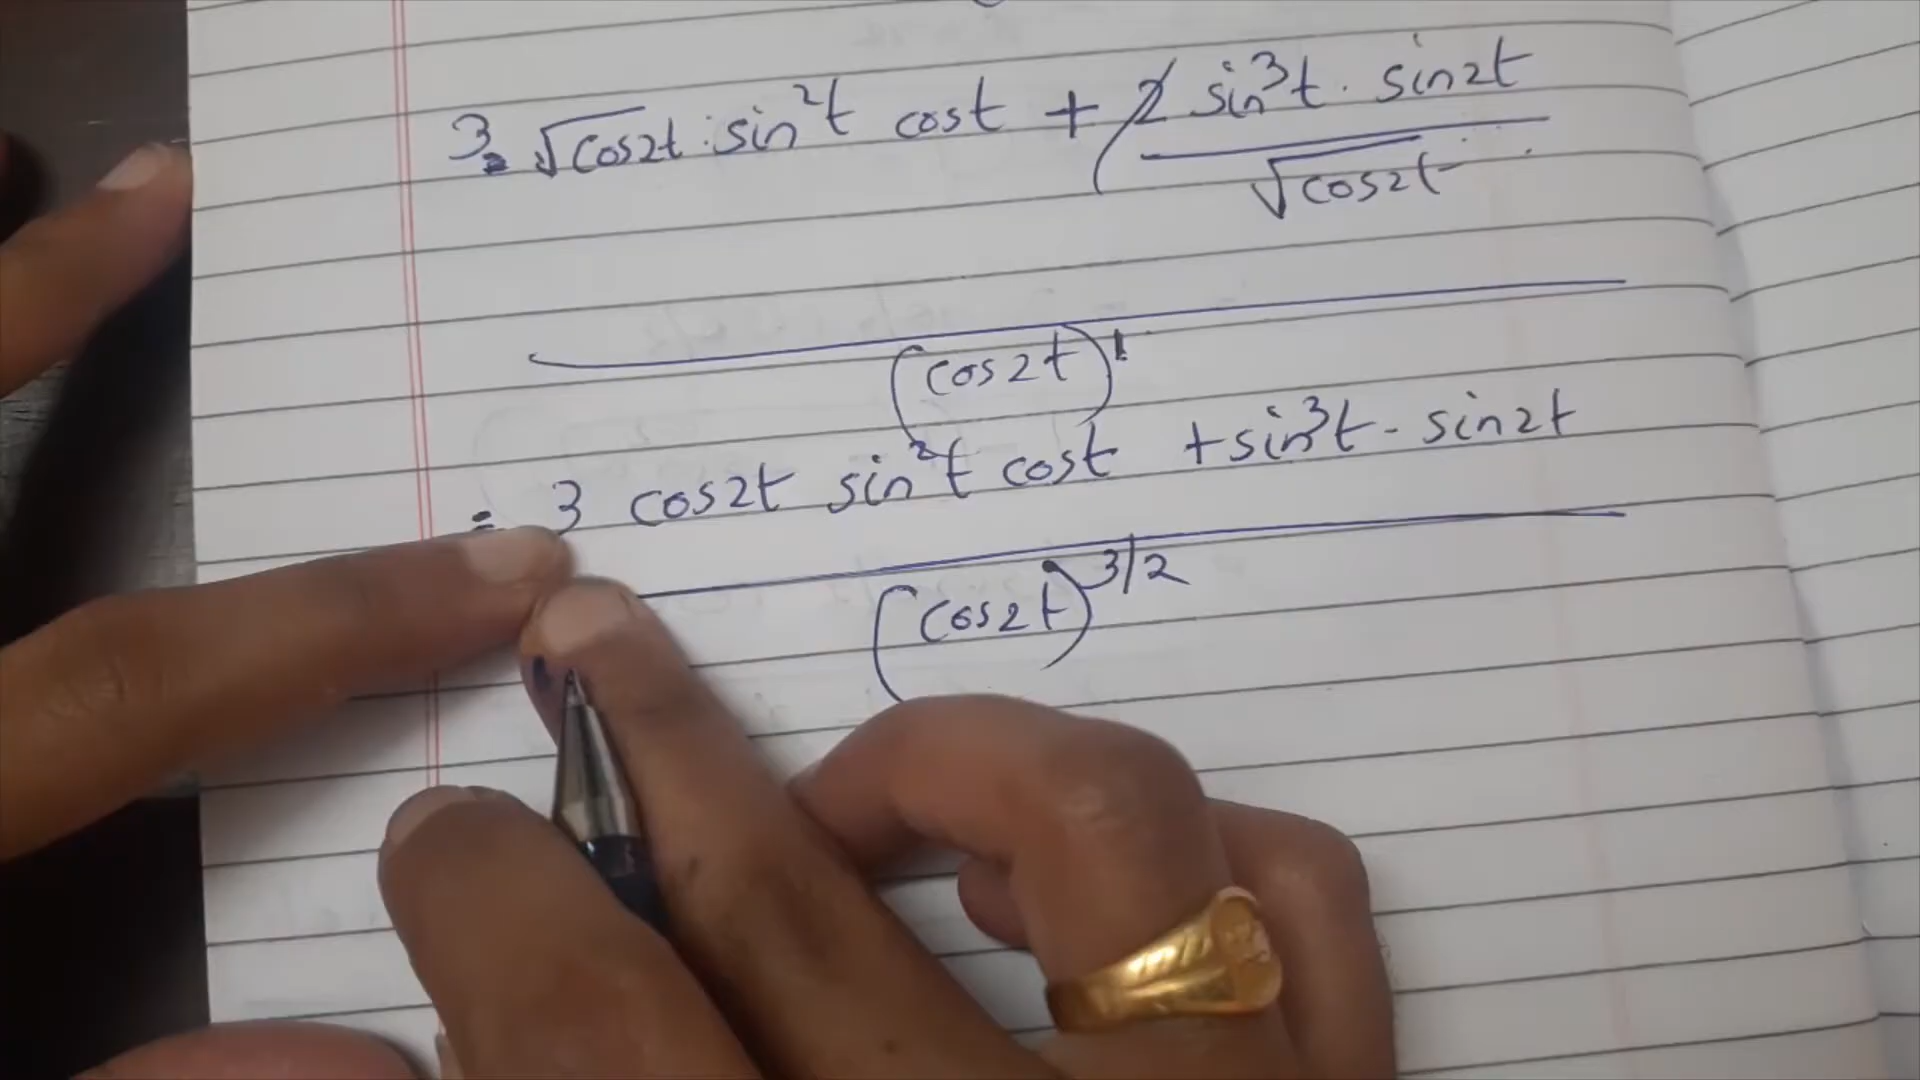 3. √cos2t . sin²t cost + 2 sin³t . sin2t
√cos2t
(cos2t)¹
= 3 cos2t sin²t cost + sin³t . sin2t
(cos2t)^3/2